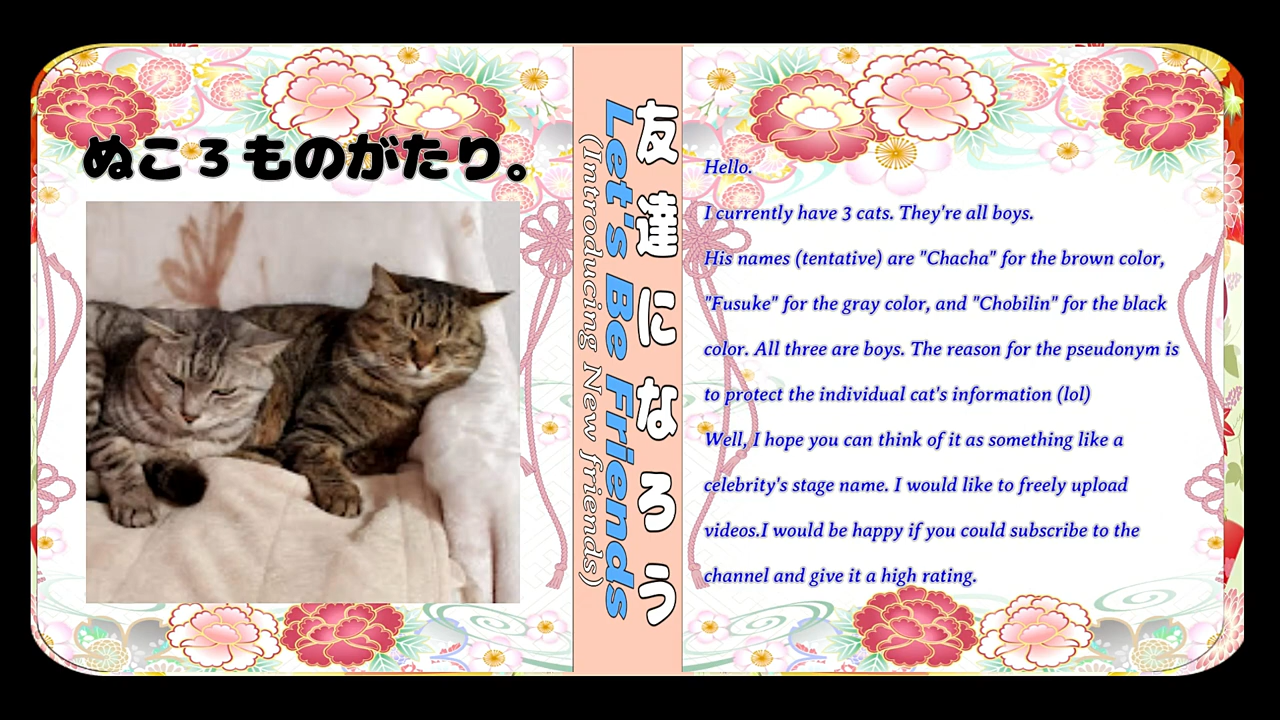 ぬこ３ものがたり。
友達になろう
Let's Be Friends
(Introducing New friends)
Hello.
I currently have 3 cats. They're all boys.
His names (tentative) are "Chacha" for the brown color,
"Fusuke" for the gray color, and "Chobilin" for the black
color. All three are boys. The reason for the pseudonym is
to protect the individual cat's information (lol)
Well, I hope you can think of it as something like a
celebrity's stage name. I would like to freely upload
videos.I would be happy if you could subscribe to the
channel and give it a high rating.